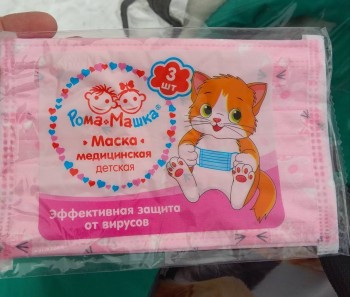 3
шт.
Рома+Машка
Маска
медицинская
детская
Эффективная защита
от вирусов